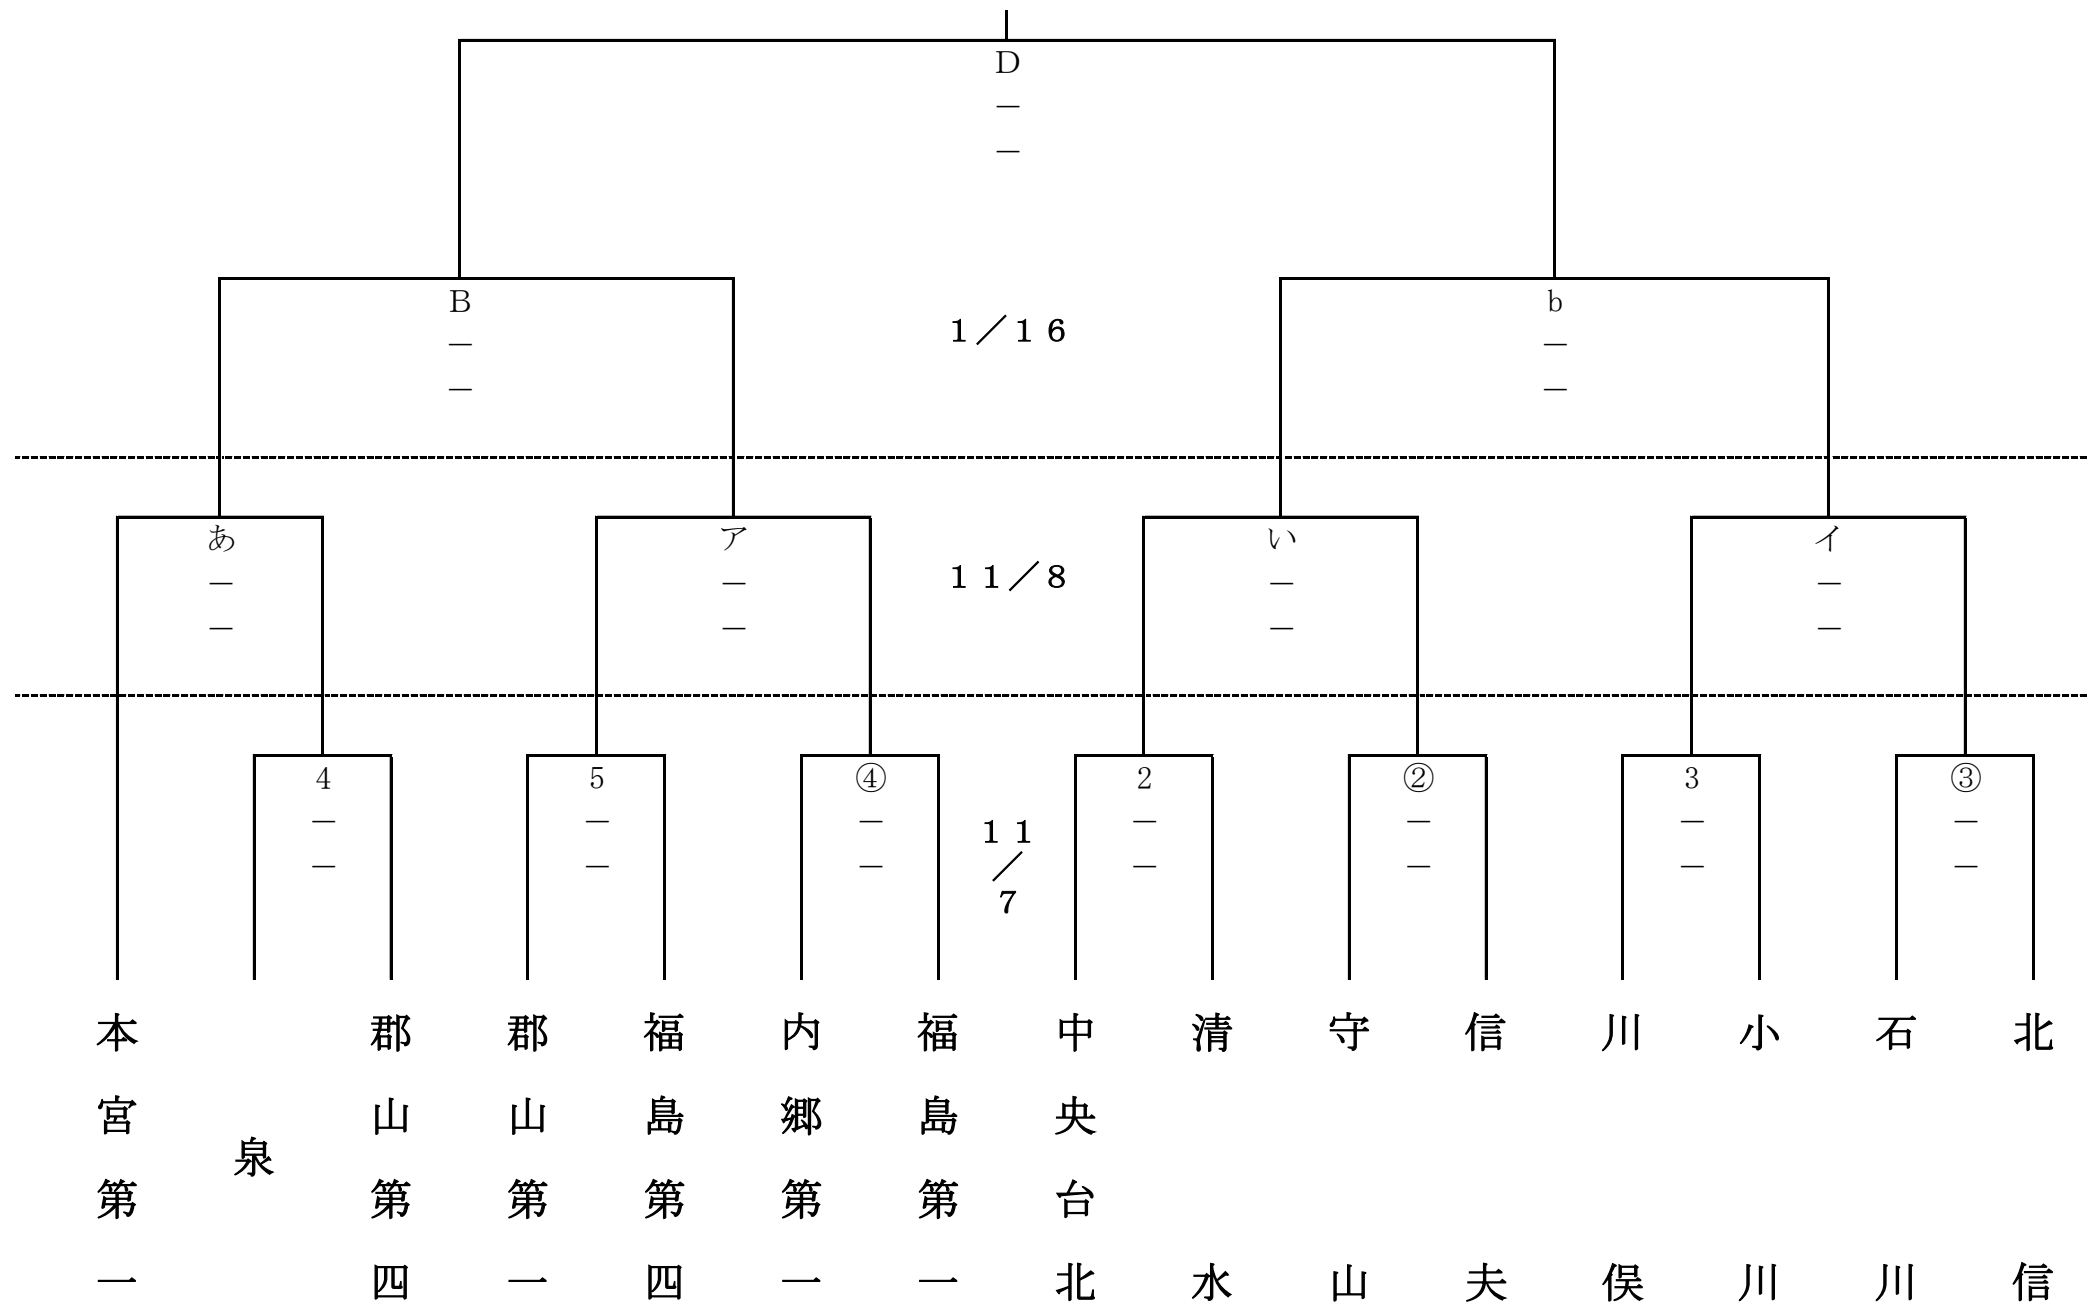 D
－
－
B
－
－
1／16
b
－
－
あ
－
－
ア
－
－
11／8
い
－
－
イ
－
－
4
－
－
5
－
－
④
－
－
11
／
7
2
－
－
②
－
－
3
－
－
③
－
－
本宮第一
泉
郡山第四
郡山第一
福島第四
内郷第一
福島第一
中央台北
清水
守山
信夫
川俣
小川
石川
北信